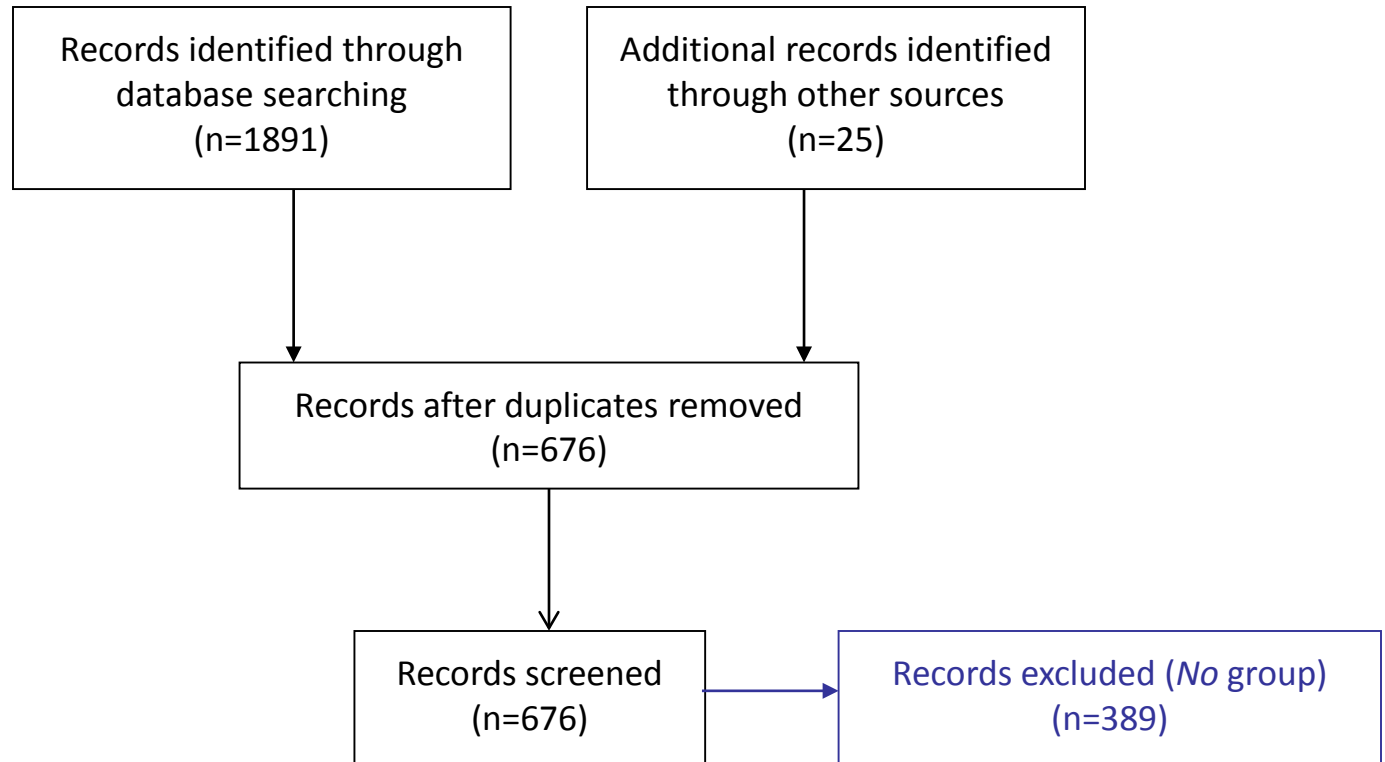 Records identified through
database searching
(n=1891)
Additional records identified
through other sources
(n=25)
Records after duplicates removed
(n=676)
Records screened
(n=676)
Records excluded (No group)
(n=389)